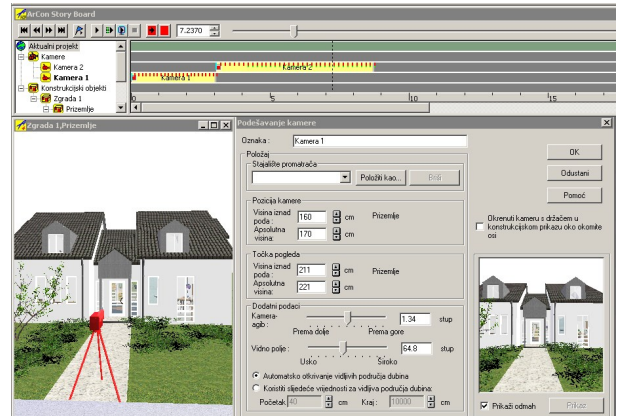 ArCon Story Board
7.2370
Aktualni projekt
Kamere
Kamera 2
Kamera 1
Konstrukcijski objekti
Zgrada 1
Prizemlje
Kamera 2
Kamera 1
0 5 10 15
Zgrada 1,Prizemlje
Podešavanje kamere
Oznaka : Kamera 1
Položaj
Stajalište promatrača
Položiti kao... Briši
Pozicija kamere
Visina iznad poda : 160 cm Prizemlje
Apsolutna visina: 170 cm
Točka pogleda
Visina iznad poda : 211 cm Prizemlje
Apsolutna visina: 221 cm
Dodatni podaci
Kamera-agib : 1.34 stup
Prema dolje Prema gore
Vidno polje : 64.8 stup
Usko Široko
Automatsko otkrivanje vidljivih područja dubina
Koristiti slijedeće vrijednosti za vidljiva područja dubina:
Početak: 40 cm Kraj : 10000 cm
OK
Odustani
Pomoć
Okrenuti kameru s držačem u
konstrukcijskom prikazu oko okomite
osi
Prikaži odmah Prikaz